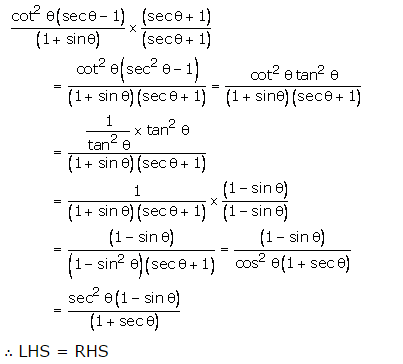 cot² θ(sec θ − 1)/(1 + sin θ) × (sec θ + 1)/(sec θ + 1)
= cot² θ(sec² θ − 1)/(1 + sin θ)(sec θ + 1) = cot² θ tan² θ/(1 + sin θ)(sec θ + 1)
= 1/tan² θ × tan² θ/(1 + sin θ)(sec θ + 1)
= 1/(1 + sin θ)(sec θ + 1) × (1 − sin θ)/(1 − sin θ)
= (1 − sin θ)/(1 − sin² θ)(sec θ + 1) = (1 − sin θ)/cos² θ(1 + sec θ)
= sec² θ(1 − sin θ)/(1 + sec θ)
∴ LHS = RHS